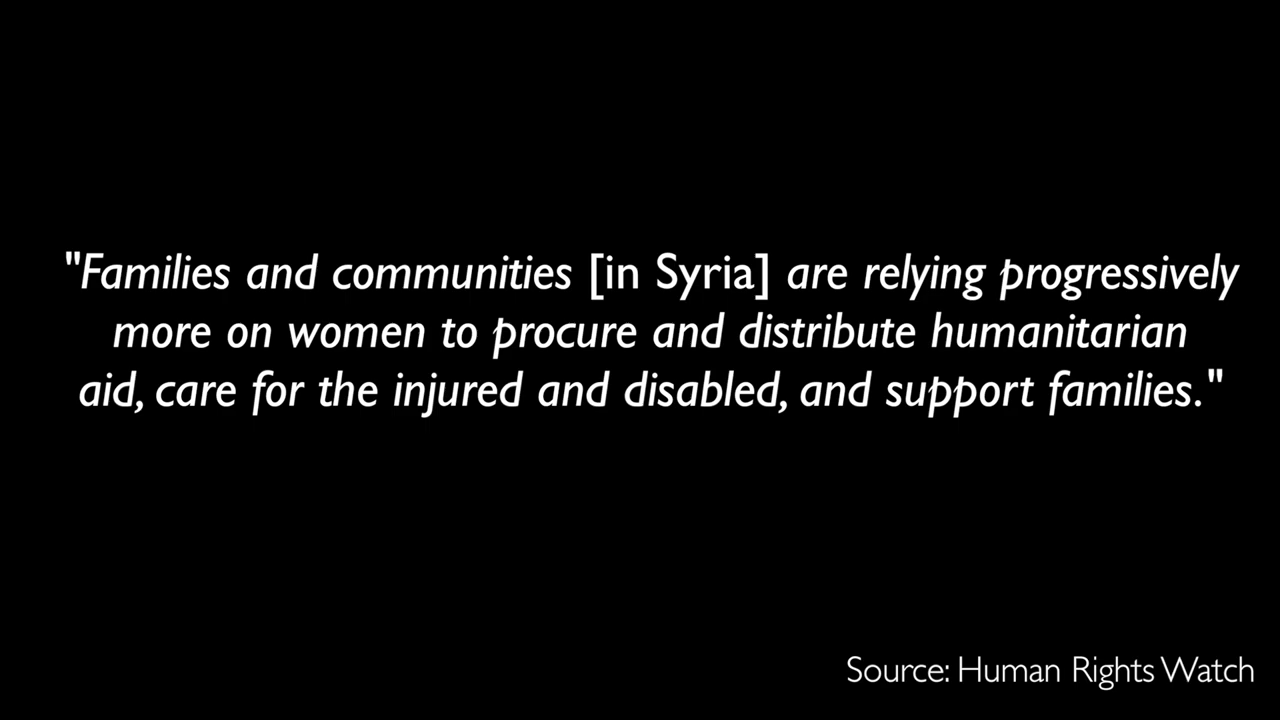 "Families and communities [in Syria] are relying progressively
more on women to procure and distribute humanitarian
aid, care for the injured and disabled, and support families."
Source: Human Rights Watch